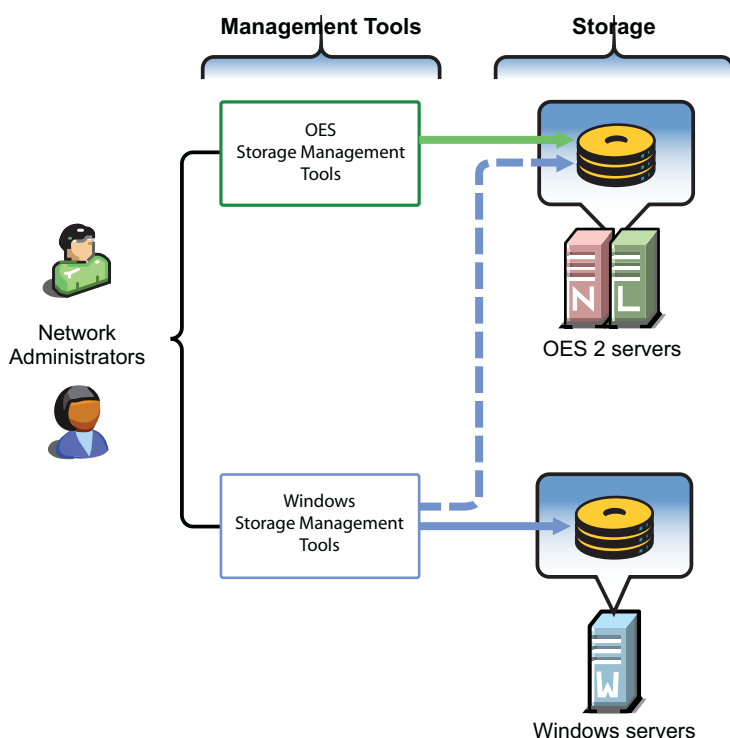 Management Tools
Storage
OES
Storage Management
Tools
N
L
OES 2 servers
Network
Administrators
Windows
Storage Management
Tools
W
Windows servers